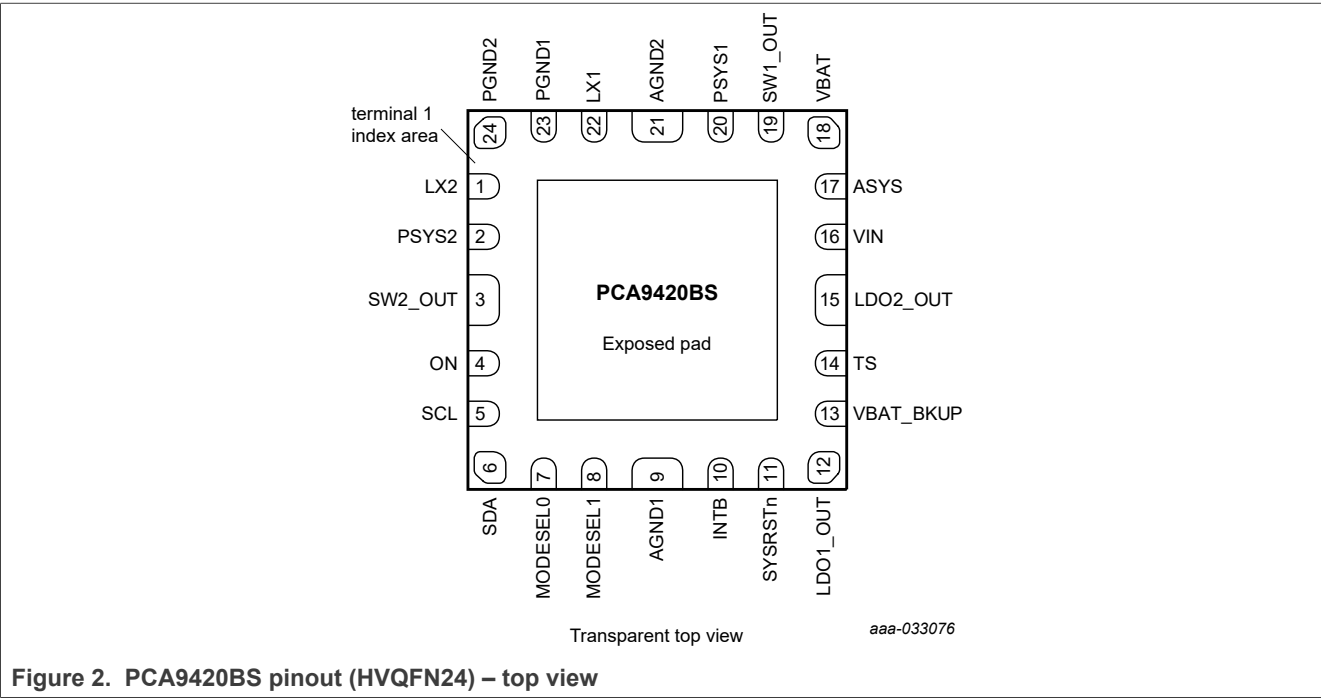 PGND2
PGND1
LX1
AGND2
PSYS1
SW1_OUT
VBAT
terminal 1
index area
24
23
22
21
20
19
18
LX2
1
17
ASYS
PSYS2
2
16
VIN
SW2_OUT
3
PCA9420BS
15
LDO2_OUT
Exposed pad
ON
4
14
TS
SCL
5
13
VBAT_BKUP
6
7
8
9
10
11
12
SDA
MODESEL0
MODESEL1
AGND1
INTB
SYSRSTn
LDO1_OUT
Transparent top view
aaa-033076
Figure 2. PCA9420BS pinout (HVQFN24) – top view